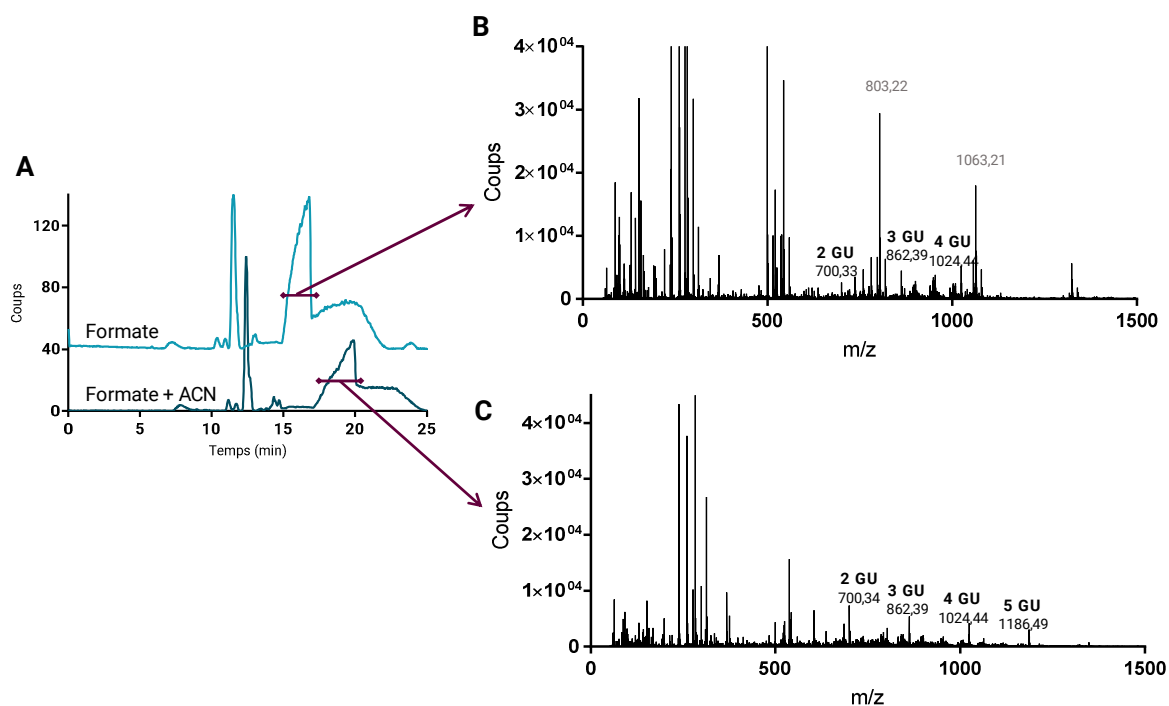 A
Coups
120
80
40
0
Formate
Formate + ACN
0 5 10 15 20 25
Temps (min)
B
Coups
4×10⁰⁴
3×10⁰⁴
2×10⁰⁴
1×10⁰⁴
0
803,22
1063,21
2 GU
700,33
3 GU
862,39
4 GU
1024,44
0 500 1000 1500
m/z
C
Coups
4×10⁰⁴
3×10⁰⁴
2×10⁰⁴
1×10⁰⁴
0
2 GU
700,34
3 GU
862,39
4 GU
1024,44
5 GU
1186,49
0 500 1000 1500
m/z